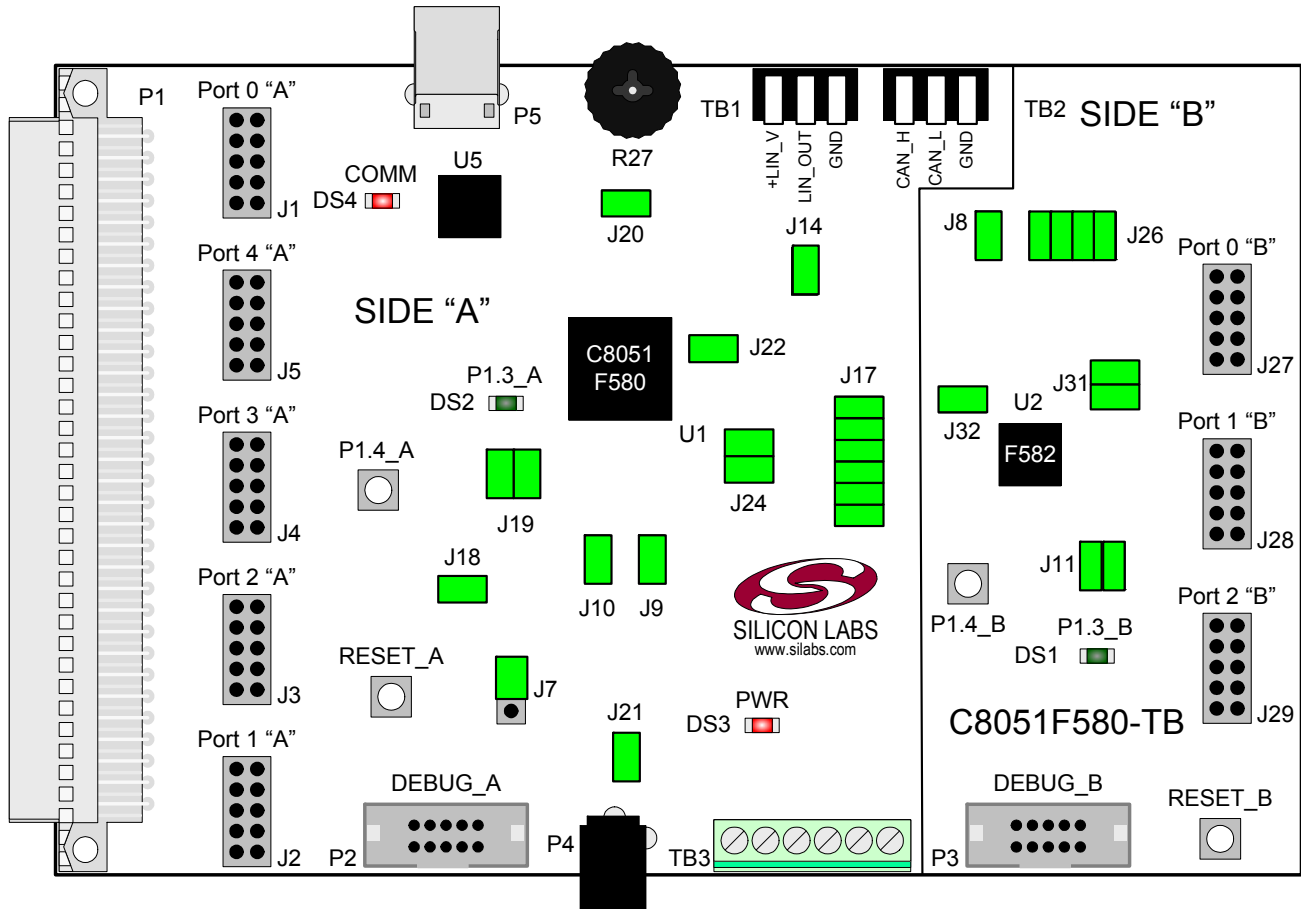 P1
Port 0 “A”
J1
P5
COMM
DS4
U5
R27
J20
TB1
+LIN_V
LIN_OUT
GND
CAN_H
CAN_L
GND
TB2
SIDE “B”
J14
J8
J26
Port 0 “B”
J27
Port 4 “A”
J5
SIDE “A”
C8051
F580
J22
P1.3_A
DS2
U1
J24
J17
J31
J32
U2
F582
Port 3 “A”
J4
P1.4_A
J19
Port 1 “B”
J28
J18
J10
J9
SILICON LABS
www.silabs.com
J11
P1.4_B
P1.3_B
DS1
Port 2 “B”
J29
Port 2 “A”
J3
RESET_A
J7
J21
PWR
DS3
C8051F580-TB
Port 1 “A”
J2
DEBUG_A
P2
P4
TB3
DEBUG_B
P3
RESET_B